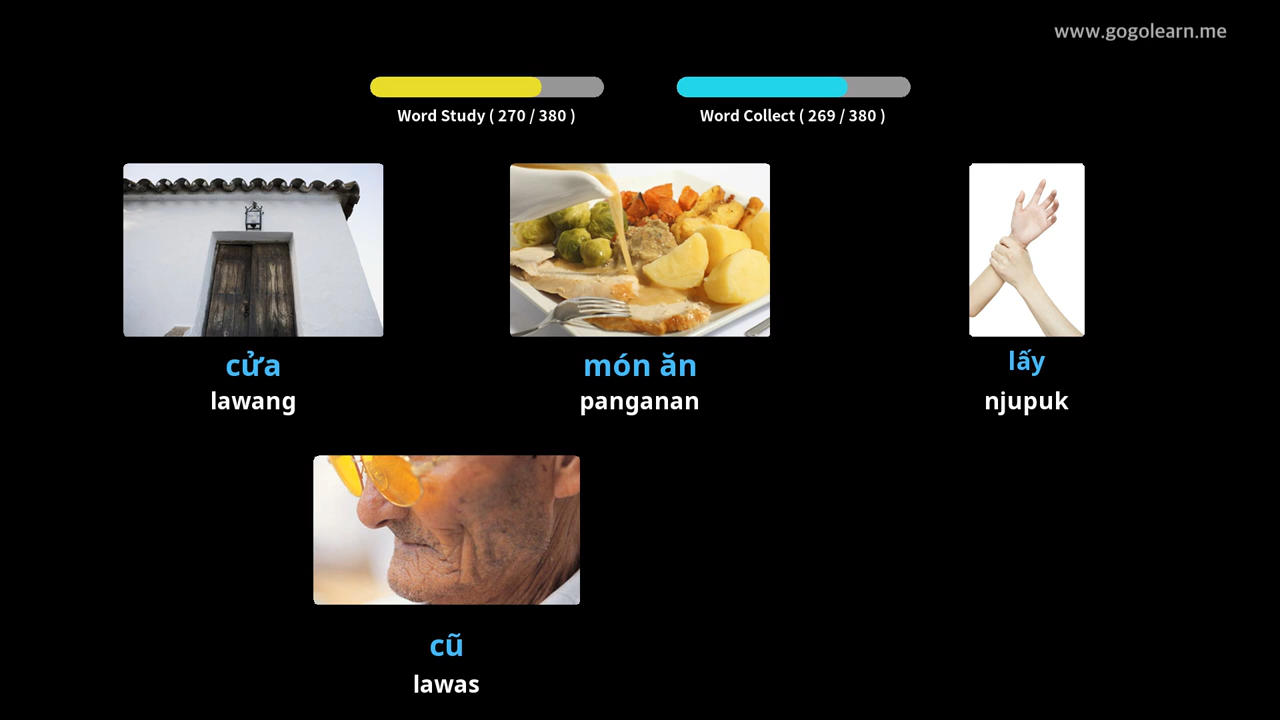 www.gogolearn.me
Word Study ( 270 / 380 )
Word Collect ( 269 / 380 )
cửa
lawang
món ăn
panganan
lấy
njupuk
cũ
lawas